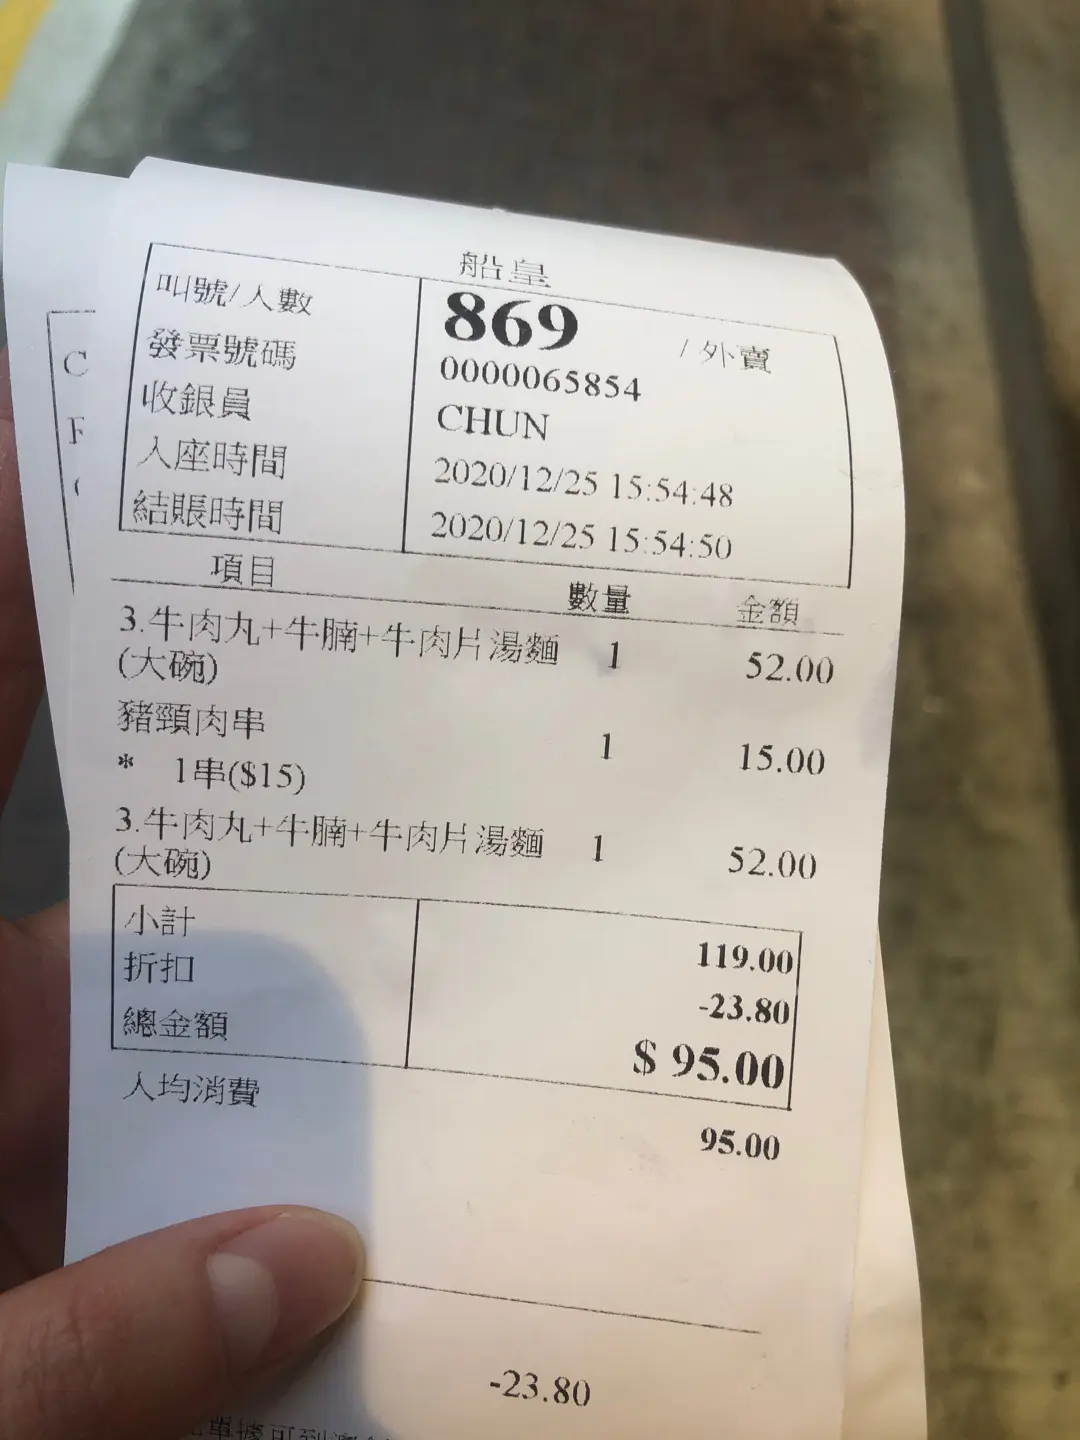 船皇
叫號/人數 869 / 外賣
發票號碼 0000065854
收銀員 CHUN
入座時間 2020/12/25 15:54:48
結賬時間 2020/12/25 15:54:50
項目 數量 金額
3.牛肉丸+牛腩+牛肉片湯麵 1 52.00
(大碗)
豬頸肉串 1 15.00
* 1串($15)
3.牛肉丸+牛腩+牛肉片湯麵 1 52.00
(大碗)
小計 119.00
折扣 -23.80
總金額 $ 95.00
人均消費 95.00
-23.80
單據可到